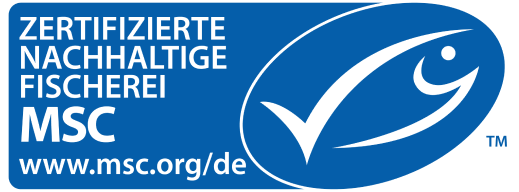 ZERTIFIZIERTE
NACHHALTIGE
FISCHEREI
MSC
www.msc.org/de
TM